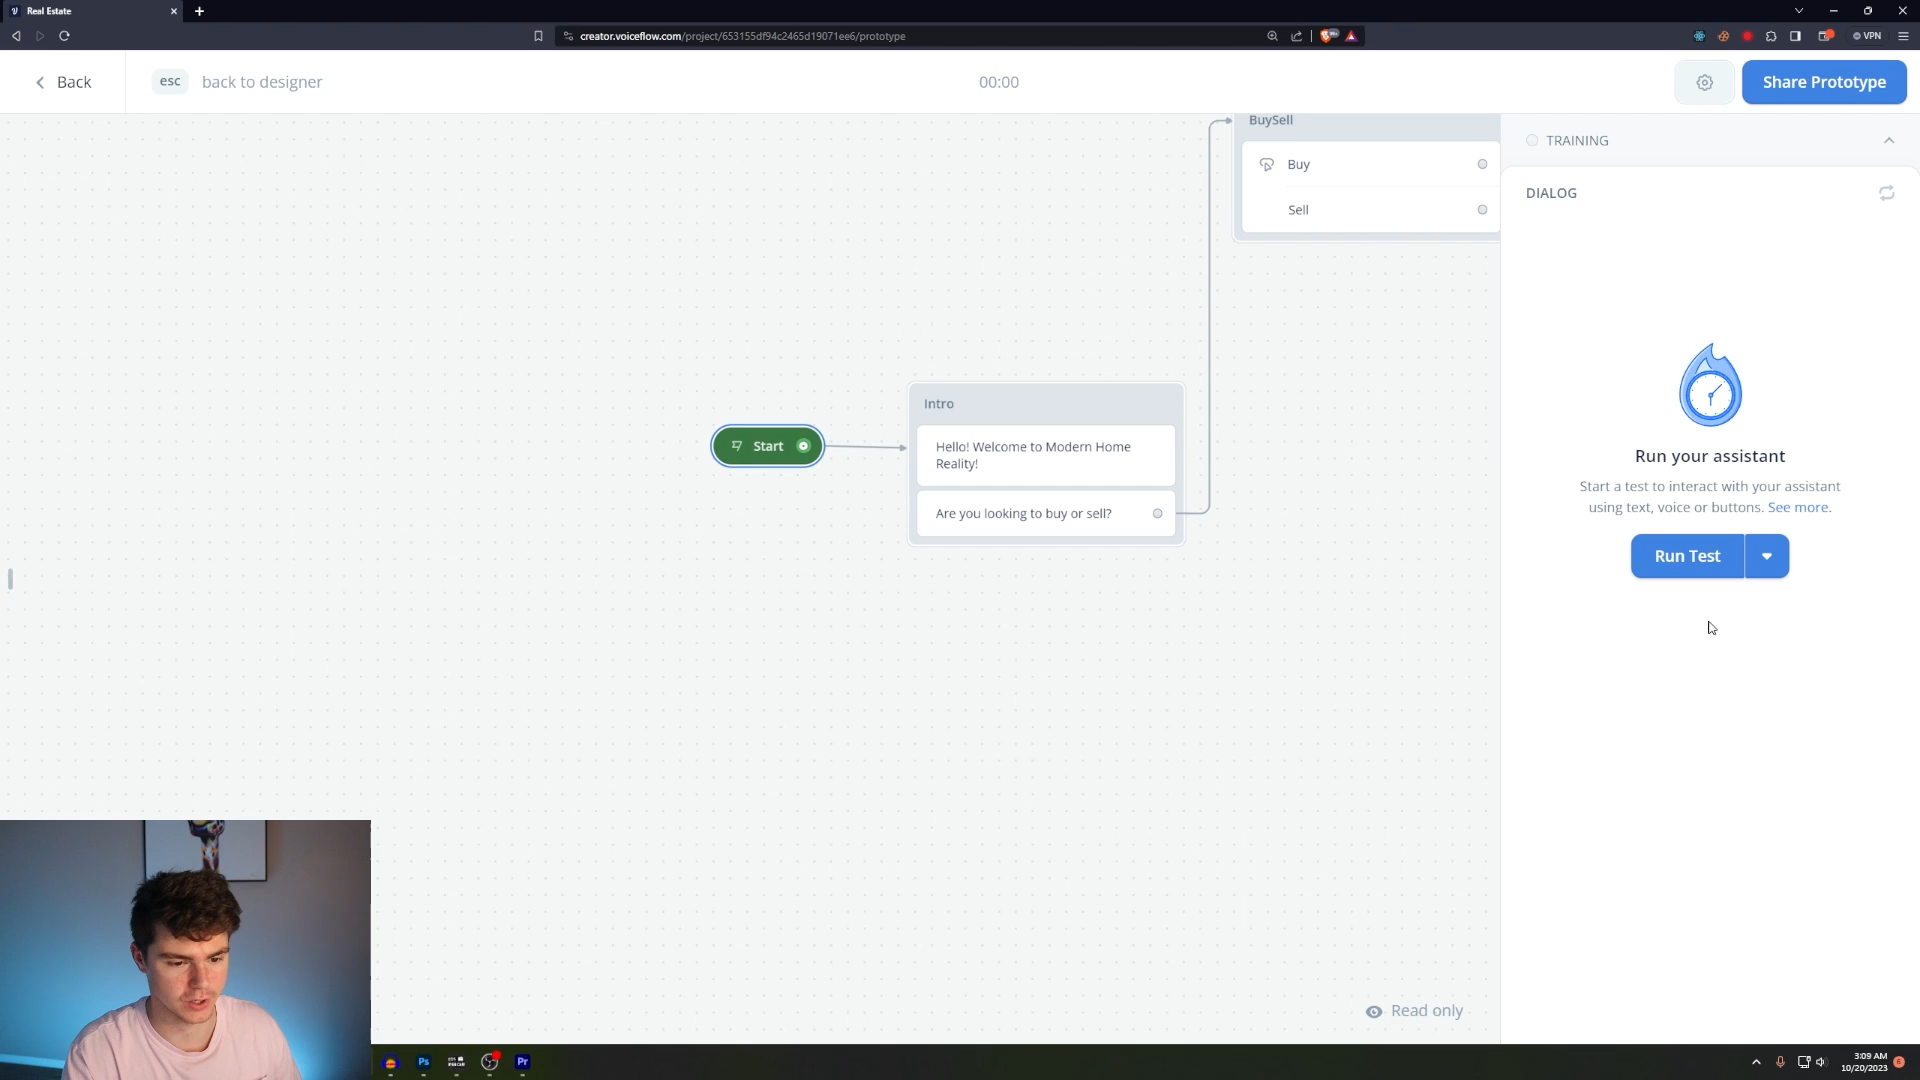 Real Estate
creator.voiceflow.com/project/653155df94c2465d19071ee6/prototype
VPN
Back
esc
back to designer
00:00
Share Prototype
BuySell
Buy
Sell
TRAINING
DIALOG
Start
Intro
Hello! Welcome to Modern Home
Reality!
Are you looking to buy or sell?
Run your assistant
Start a test to interact with your assistant
using text, voice or buttons. See more.
Run Test
Read only
Ps
Pr
3:09 AM
10/20/2023